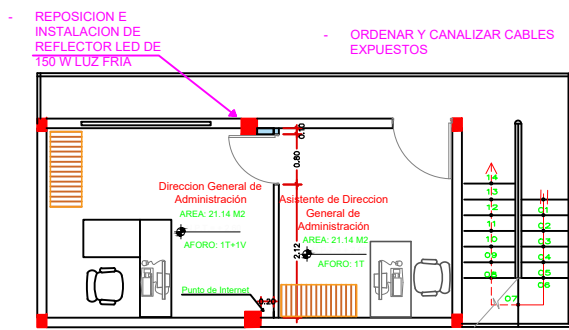 - REPOSICION E
INSTALACION DE
REFLECTOR LED DE
150 W LUZ FRIA
- ORDENAR Y CANALIZAR CABLES
EXPUESTOS
0.10
0.80
Direccion General de
Administración
AREA: 21.14 M2
AFORO: 1T+1V
Asistente de Direccion
General de
Administración
AREA: 21.14 M2
AFORO: 1T
2.12
Punto de Internet
0.20
14
13
12
11
10
09
08
07
01
02
03
04
05
06